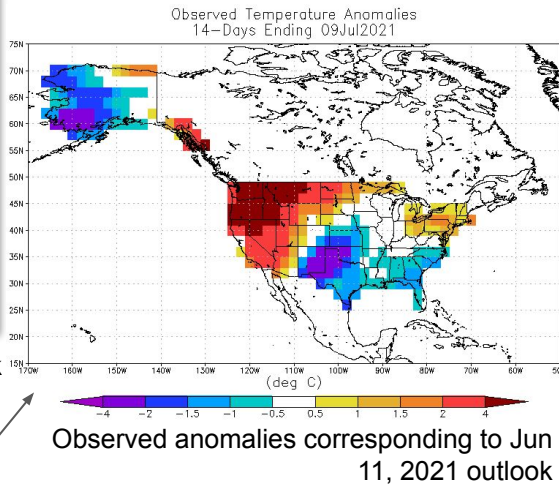 Observed Temperature Anomalies
14-Days Ending 09Jul2021
75N
70N
65N
60N
55N
50N
45N
40N
35N
30N
25N
20N
15N
170W 160W 150W 140W 130W 120W 110W 100W 90W 80W 70W 60W
(deg C)
-4 -2 -1.5 -1 -0.5 0.5 1 1.5 2 4
Observed anomalies corresponding to Jun
11, 2021 outlook